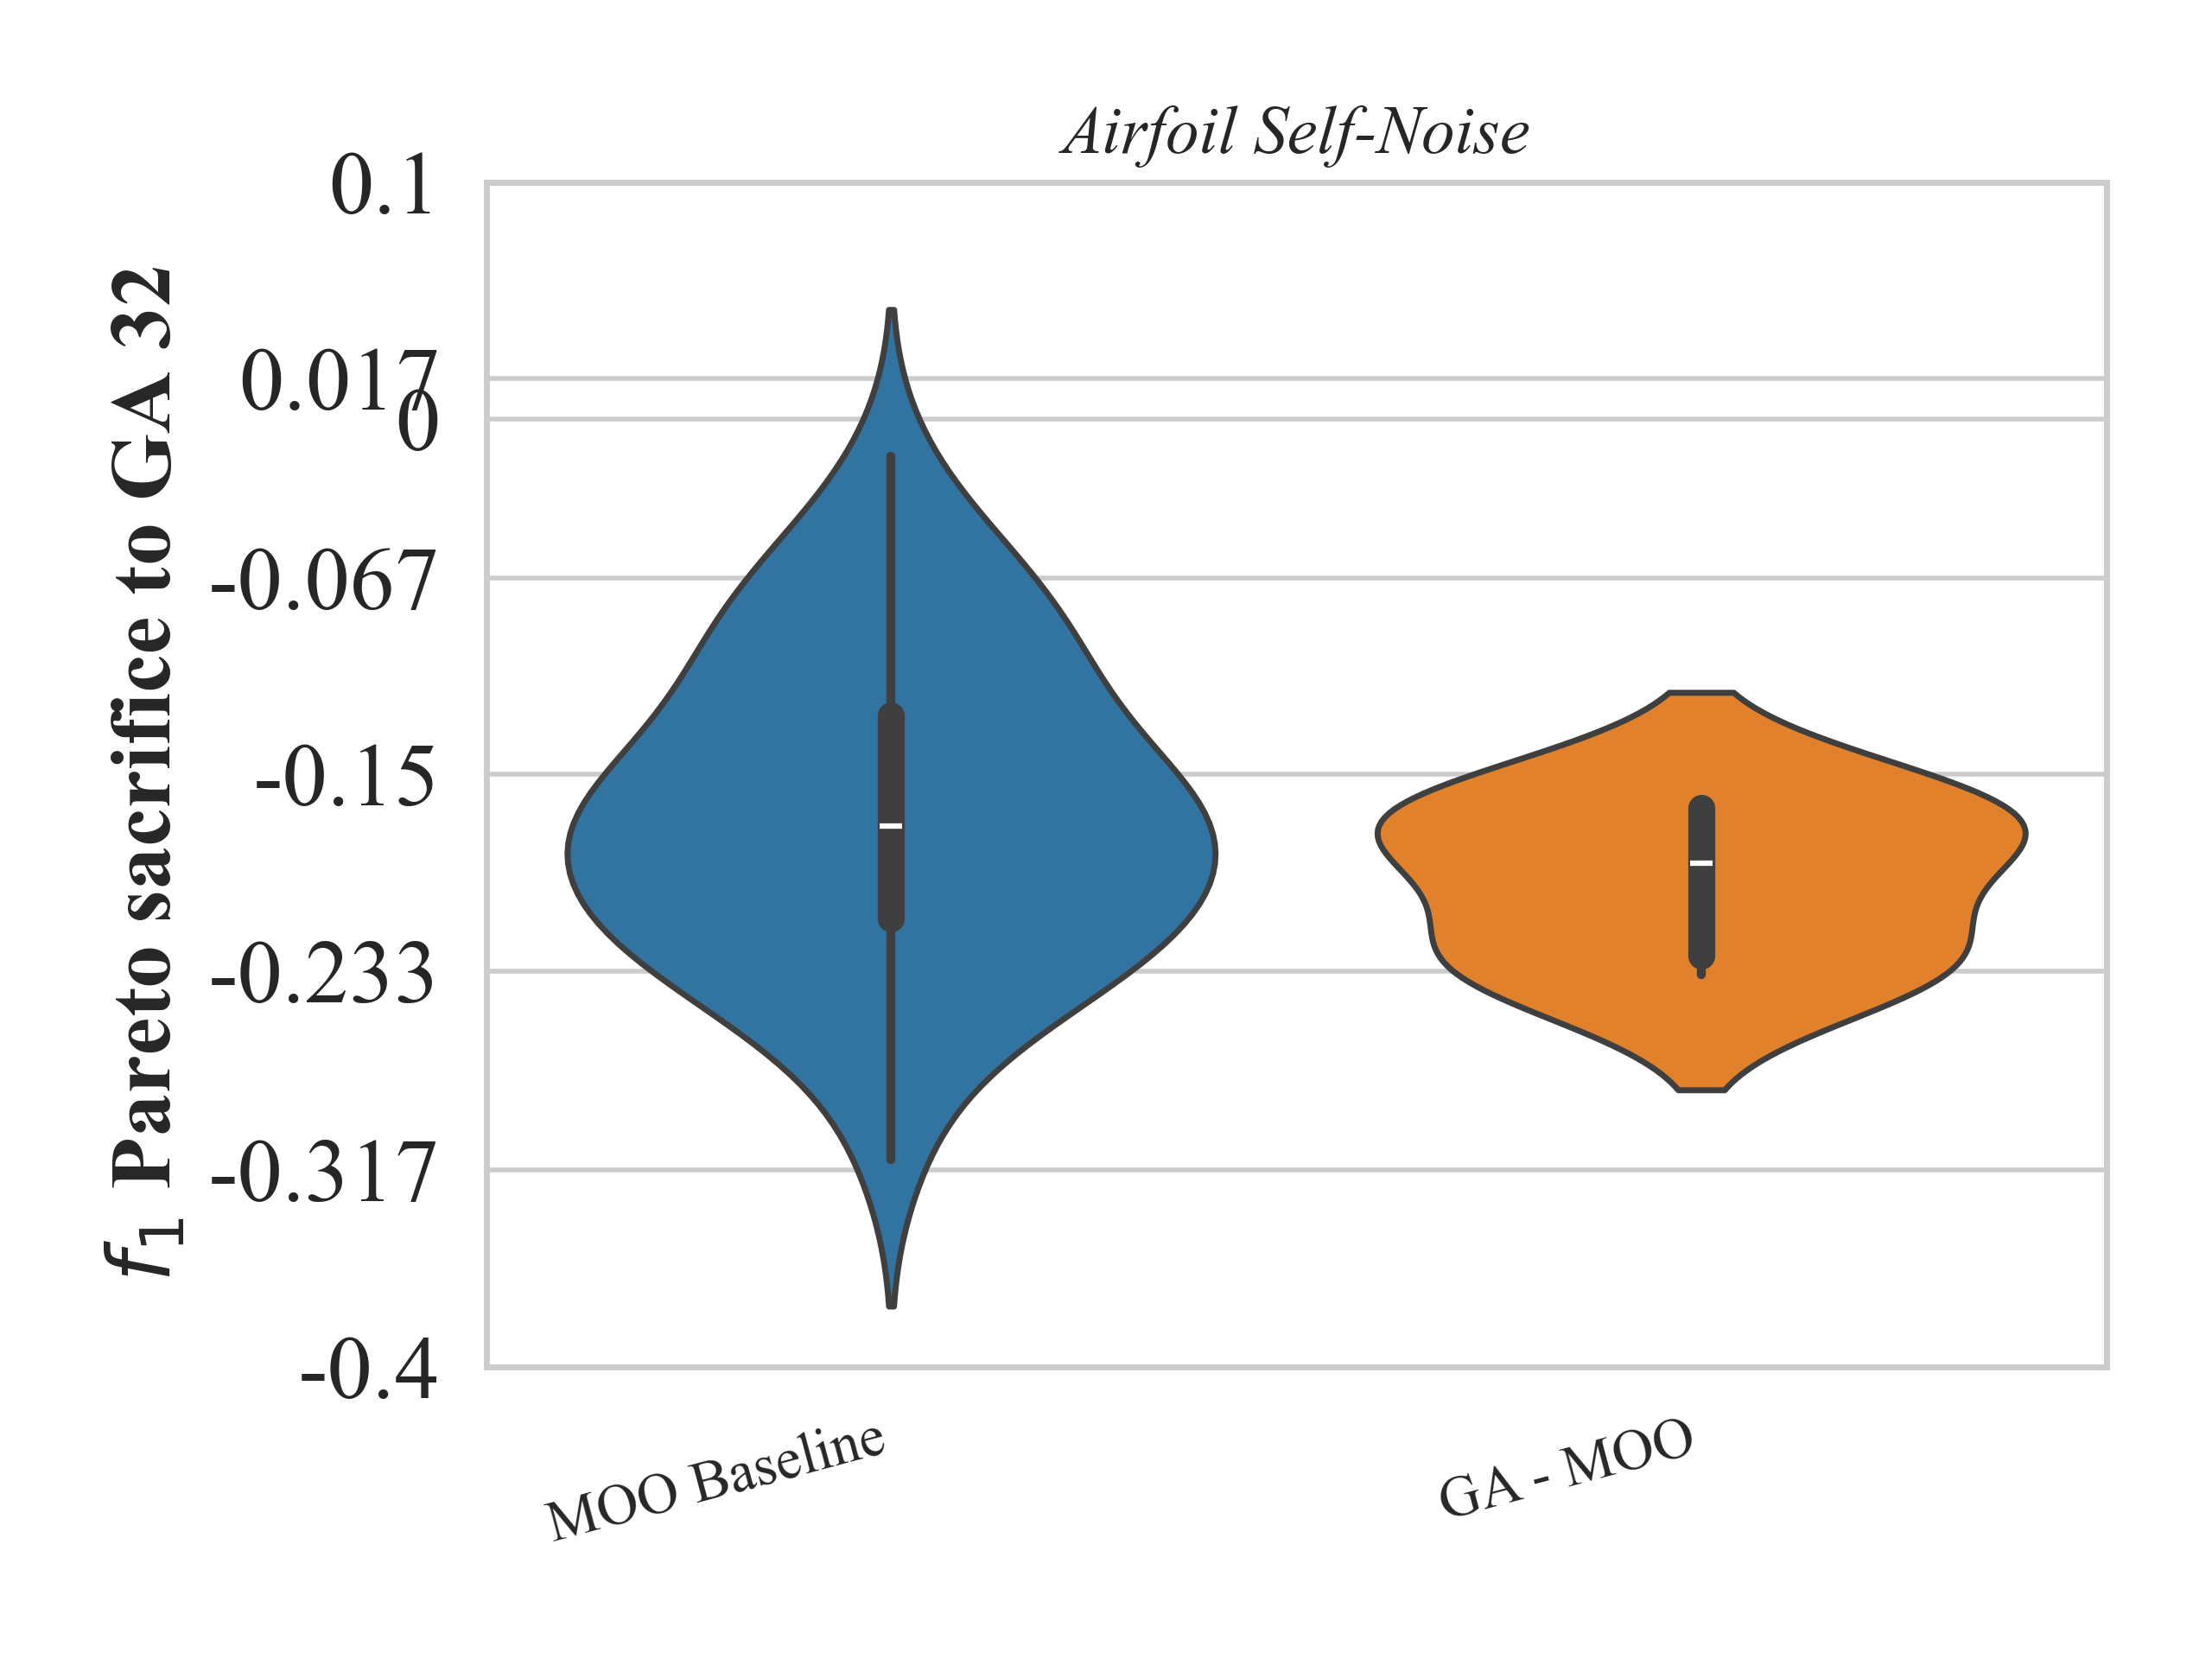 Airfoil Self-Noise
f1 Pareto sacrifice to GA 32
0.1
0.017
0
-0.067
-0.15
-0.233
-0.317
-0.4
MOO Baseline
GA - MOO